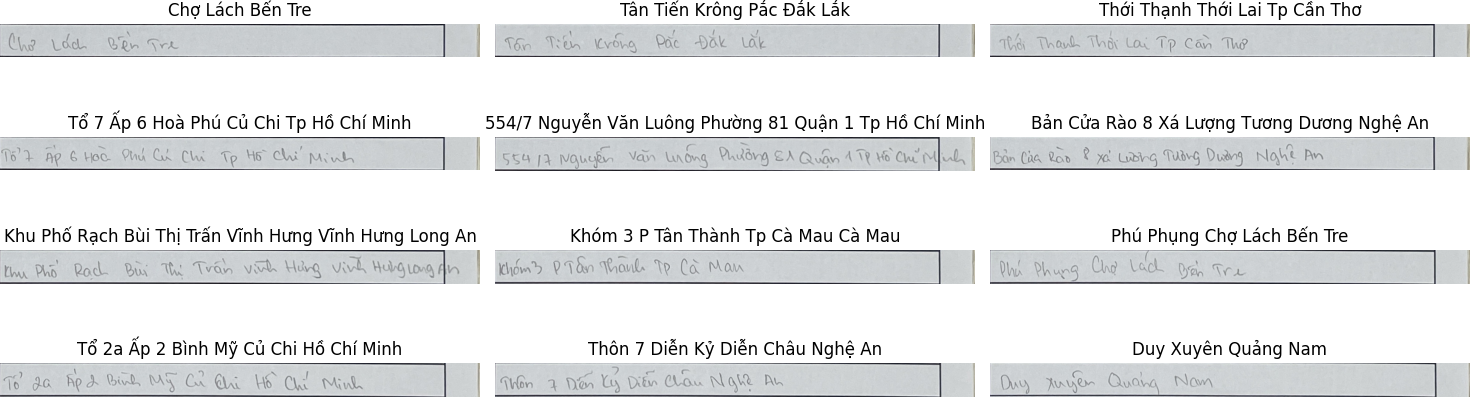 Chợ Lách Bến Tre
Tân Tiến Krông Pác Đắk Lắk
Thới Thạnh Thới Lai Tp Cần Thơ
Chợ Lách Bến Tre
Tân Tiến Krông Pắc Đắk Lắk
Thới Thạnh Thới Lai Tp Cần Thơ
Tổ 7 Ấp 6 Hoà Phú Củ Chi Tp Hồ Chí Minh
554/7 Nguyễn Văn Luông Phường 81 Quận 1 Tp Hồ Chí Minh
Bản Cửa Rào 8 Xá Lượng Tương Dương Nghệ An
Tổ 7 Ấp 6 Hoà Phú Củ Chi Tp Hồ Chí Minh
554/7 Nguyễn Văn Luông Phường 81 Quận 1 Tp Hồ Chí Minh
Bản Cửa Rào 8 Xá Lượng Tương Dương Nghệ An
Khu Phố Rạch Bùi Thị Trấn Vĩnh Hưng Vĩnh Hưng Long An
Khóm 3 P Tân Thành Tp Cà Mau Cà Mau
Phú Phụng Chợ Lách Bến Tre
Khu Phố Rạch Bùi Thị Trấn Vĩnh Hưng Vĩnh Hưng Long An
Khóm 3 P Tân Thành Tp Cà Mau
Phú Phụng Chợ Lách Bến Tre
Tổ 2a Ấp 2 Bình Mỹ Củ Chi Hồ Chí Minh
Thôn 7 Diễn Kỷ Diễn Châu Nghệ An
Duy Xuyên Quảng Nam
Tổ 2a Ấp 2 Bình Mỹ Củ Chi Hồ Chí Minh
Thôn 7 Diễn Kỷ Diễn Châu Nghệ An
Duy Xuyên Quảng Nam